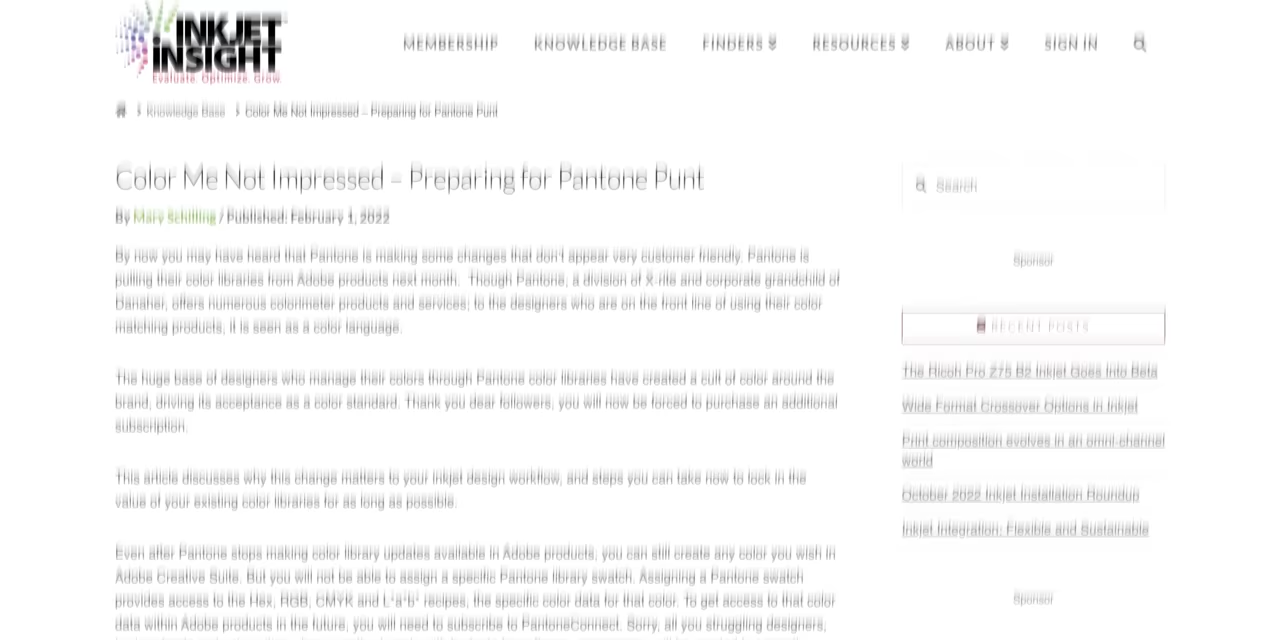 INKJET
INSIGHT
Evaluate. Optimize. Grow.
MEMBERSHIP KNOWLEDGE BASE FINDERS RESOURCES ABOUT SIGN IN
Knowledge Base Color Me Not Impressed – Preparing for Pantone Punt
Color Me Not Impressed – Preparing for Pantone Punt
By Mary Schilling / Published: February 1, 2022
By now you may have heard that Pantone is making some changes that don't appear very customer friendly. Pantone is
pulling their color libraries from Adobe products next month. Though Pantone, a division of X-rite and corporate grandchild of
Danaher, offers numerous colorimeter products and services; to the designers who are on the front line of using their color
matching products, it is seen as a color language.
The huge base of designers who manage their colors through Pantone color libraries have created a cult of color around the
brand, driving its acceptance as a color standard. Thank you dear followers, you will now be forced to purchase an additional
subscription.
This article discusses why this change matters to your inkjet design workflow, and steps you can take now to lock in the
value of your existing color libraries for as long as possible.
Even after Pantone stops making color library updates available in Adobe products, you can still create any color you wish in
Adobe Creative Suite. But you will not be able to assign a specific Pantone library swatch. Assigning a Pantone swatch
provides access to the Hex, RGB, CMYK and L*a*b* recipes, the specific color data for that color. To get access to that color
data within Adobe products in the future, you will need to subscribe to PantoneConnect. Sorry, all you struggling designers,
Search
Sponsor
RECENT POSTS
The Ricoh Pro Z75 B2 Inkjet Goes Into Beta
Wide Format Crossover Options in Inkjet
Print composition evolves in an omni-channel
world
October 2022 Inkjet Installation Roundup
Inkjet Integration: Flexible and Sustainable
Sponsor